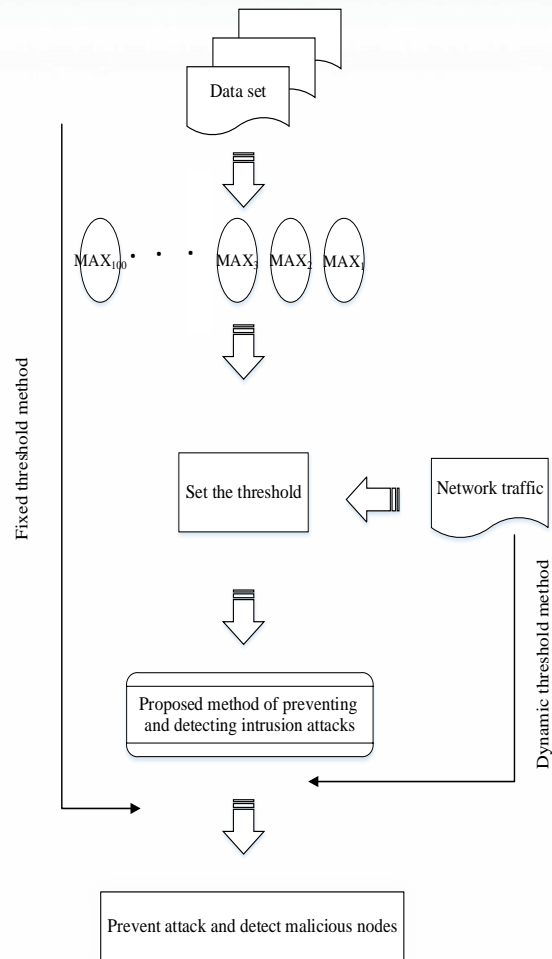 Data set
MAX₁₀₀ . . . MAX₃ MAX₂ MAX₁
Fixed threshold method
Set the threshold
Network traffic
Dynamic threshold method
Proposed method of preventing
and detecting intrusion attacks
Prevent attack and detect malicious nodes